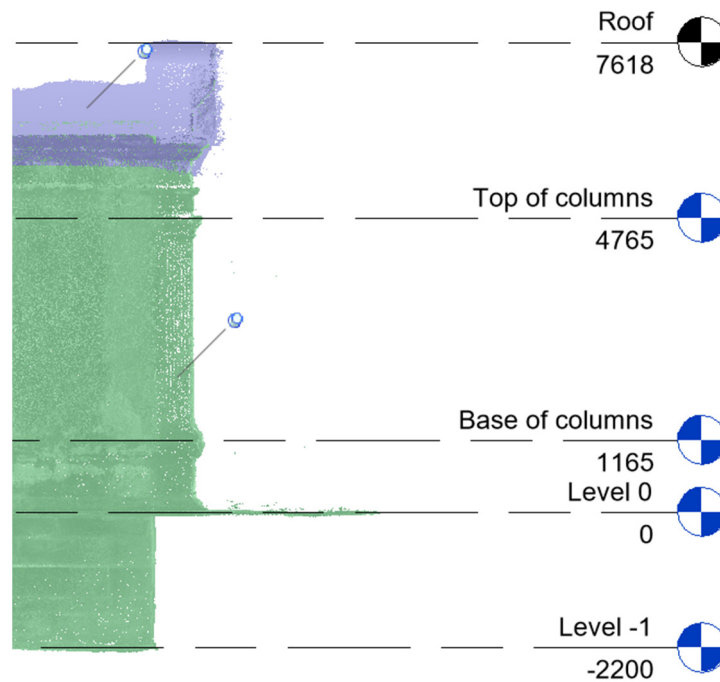 Roof
7618
Top of columns
4765
Base of columns
1165
Level 0
0
Level -1
-2200